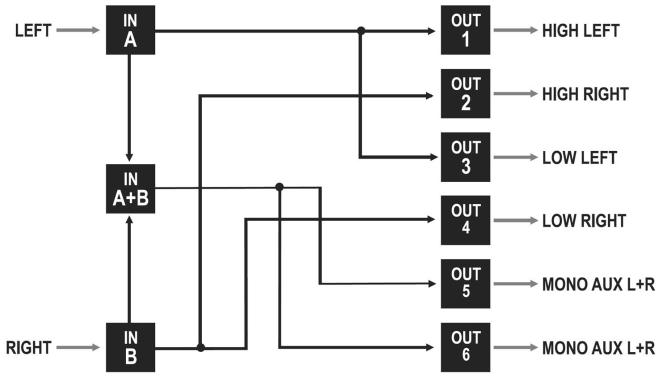 LEFT
IN
A
OUT
1
HIGH LEFT
OUT
2
HIGH RIGHT
OUT
3
LOW LEFT
IN
A+B
OUT
4
LOW RIGHT
OUT
5
MONO AUX L+R
RIGHT
IN
B
OUT
6
MONO AUX L+R